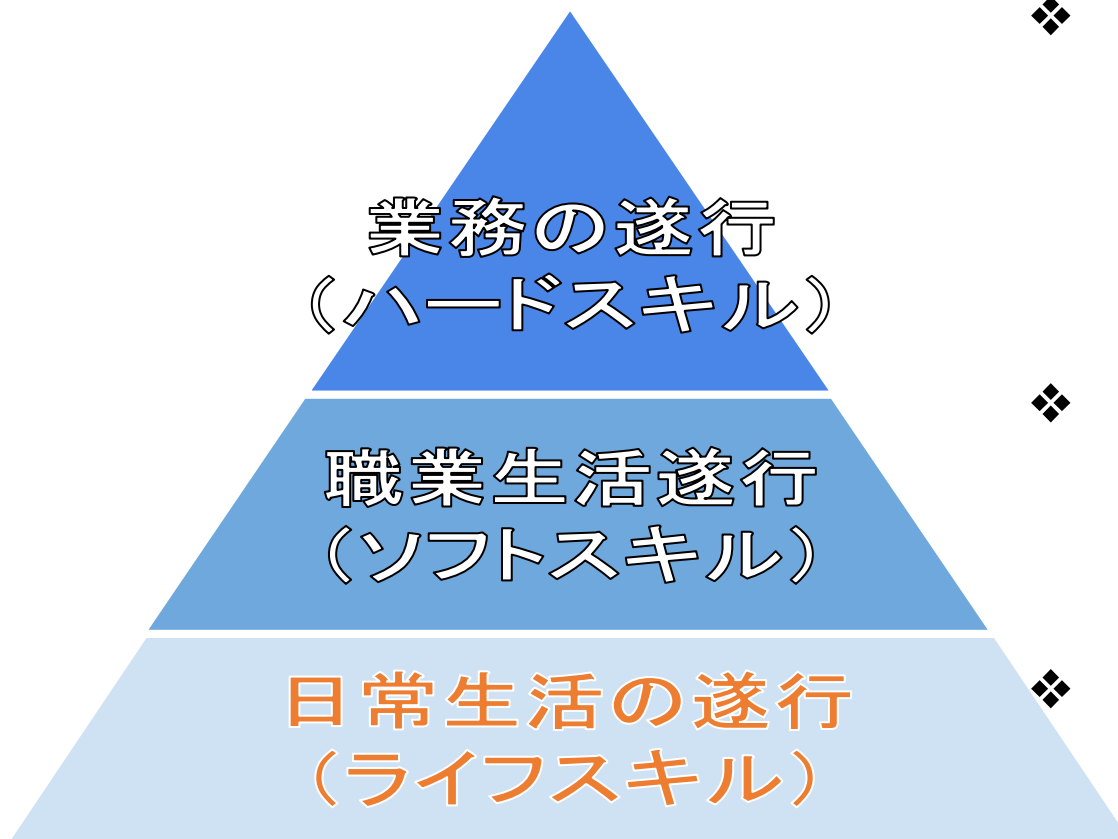 業務の遂行
（ハードスキル）
職業生活遂行
（ソフトスキル）
日常生活の遂行
（ライフスキル）